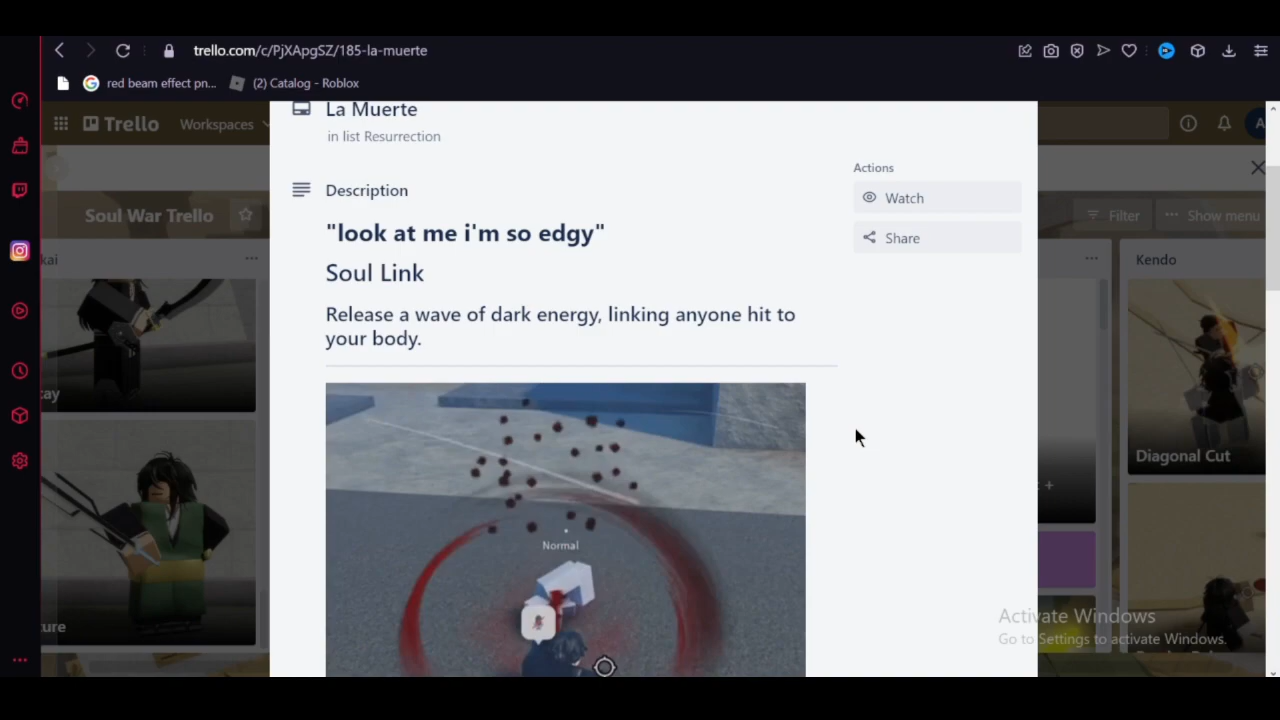 trello.com/c/PjXApgSZ/185-la-muerte
red beam effect pn...
(2) Catalog - Roblox
Trello
Workspaces
La Muerte
in list Resurrection
Actions
Watch
Share
Description
"look at me i'm so edgy"
Soul Link
Release a wave of dark energy, linking anyone hit to
your body.
Normal
Soul War Trello
Filter
Show menu
kai
Kendo
ay
Diagonal Cut
ure
A
Activate Windows
Go to Settings to activate Windows.